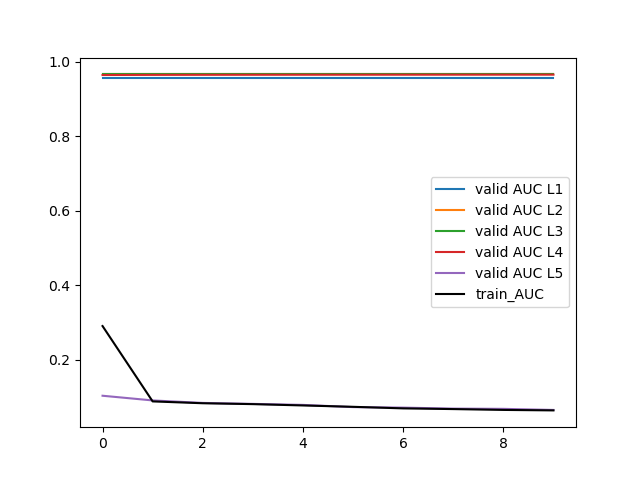 1.0
0.8
0.6
0.4
0.2
0 2 4 6 8
valid AUC L1
valid AUC L2
valid AUC L3
valid AUC L4
valid AUC L5
train_AUC